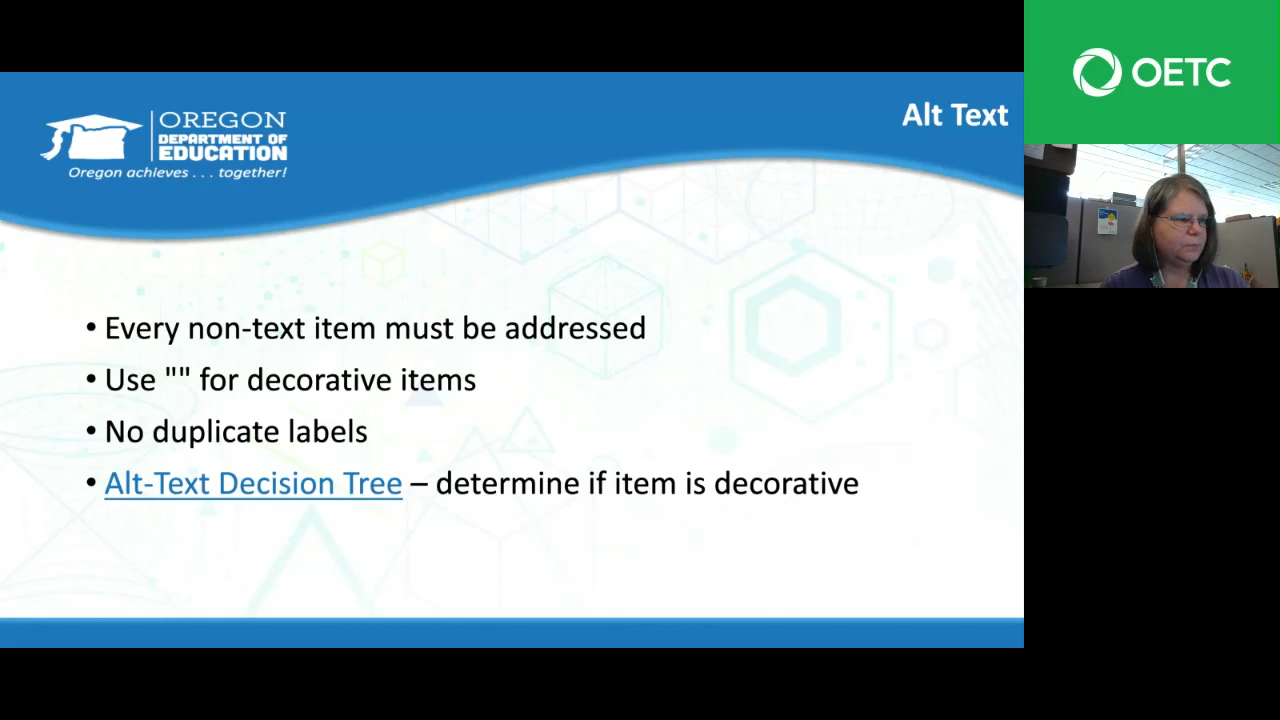 OETC
OREGON
DEPARTMENT OF
EDUCATION
Oregon achieves . . . together!
Alt Text
• Every non-text item must be addressed
• Use "" for decorative items
• No duplicate labels
• Alt-Text Decision Tree – determine if item is decorative